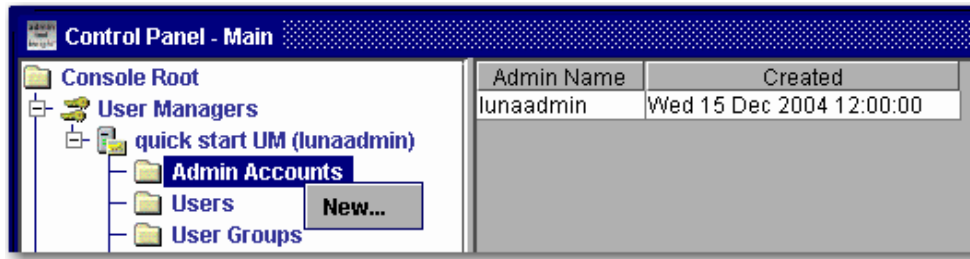 Control Panel - Main
Console Root
User Managers
quick start UM (lunaadmin)
Admin Accounts
Users
New...
User Groups
Admin Name Created
lunaadmin Wed 15 Dec 2004 12:00:00